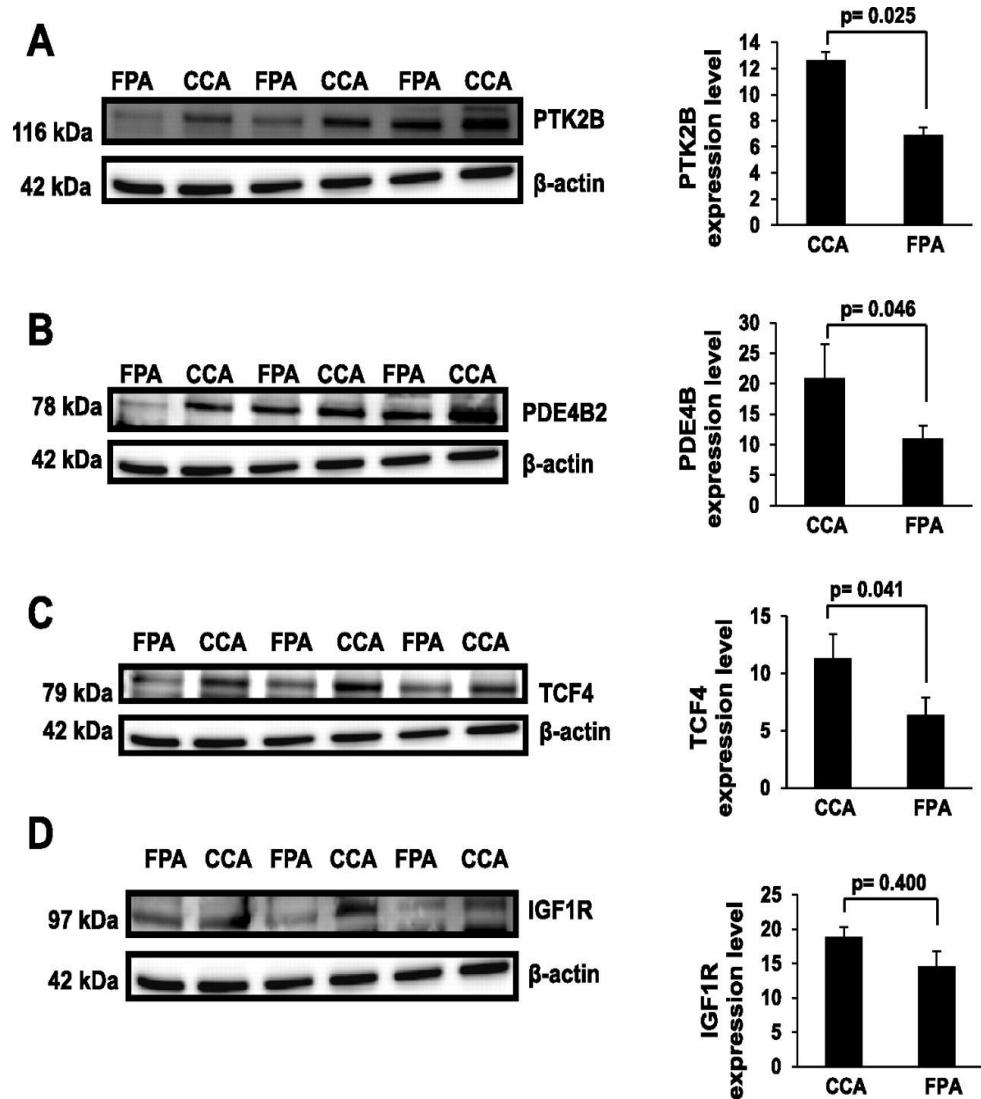 A
FPA CCA FPA CCA FPA CCA
116 kDa
PTK2B
42 kDa
β-actin
p= 0.025
PTK2B
expression level
14
12
10
8
6
4
2
0
CCA FPA
B
FPA CCA FPA CCA FPA CCA
78 kDa
PDE4B2
42 kDa
β-actin
p= 0.046
PDE4B
expression level
30
25
20
15
10
5
0
CCA FPA
C
FPA CCA FPA CCA FPA CCA
79 kDa
TCF4
42 kDa
β-actin
p= 0.041
TCF4
expression level
15
10
5
0
CCA FPA
D
FPA CCA FPA CCA FPA CCA
97 kDa
IGF1R
42 kDa
β-actin
p= 0.400
IGF1R
expression level
25
20
15
10
5
0
CCA FPA